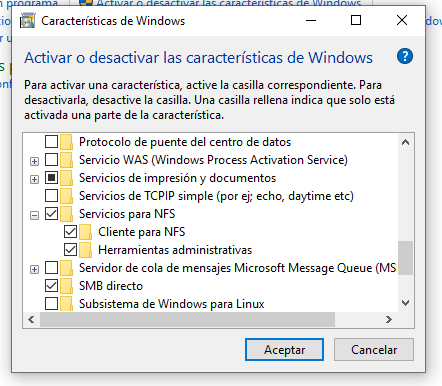 n programa
Activar o desactivar las características de Windows
Características de Windows
Activar o desactivar las características de Windows
Para activar una característica, active la casilla correspondiente. Para
desactivarla, desactive la casilla. Una casilla rellena indica que solo está
activada una parte de la característica.
Protocolo de puente del centro de datos
Servicio WAS (Windows Process Activation Service)
Servicios de impresión y documentos
Servicios de TCPIP simple (por ej; echo, daytime etc)
Servicios para NFS
Cliente para NFS
Herramientas administrativas
Servidor de cola de mensajes Microsoft Message Queue (MS
SMB directo
Subsistema de Windows para Linux
Aceptar
Cancelar